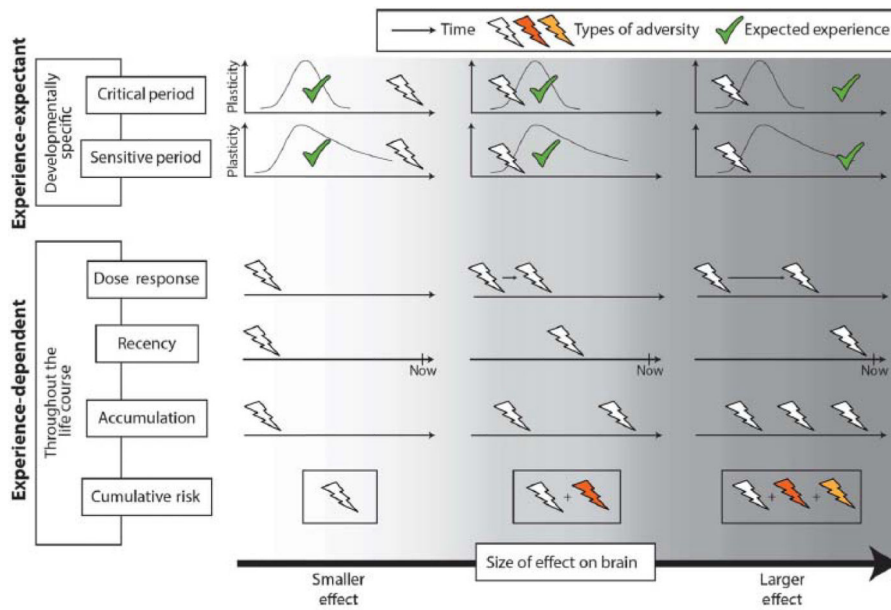 Time
Types of adversity
Expected experience
Experience-expectant
Developmentally
specific
Critical period
Plasticity
Sensitive period
Plasticity
Experience-dependent
Throughout the
life course
Dose response
Recency
Now
Now
Now
Accumulation
Cumulative risk
+
+ +
Size of effect on brain
Smaller
effect
Larger
effect